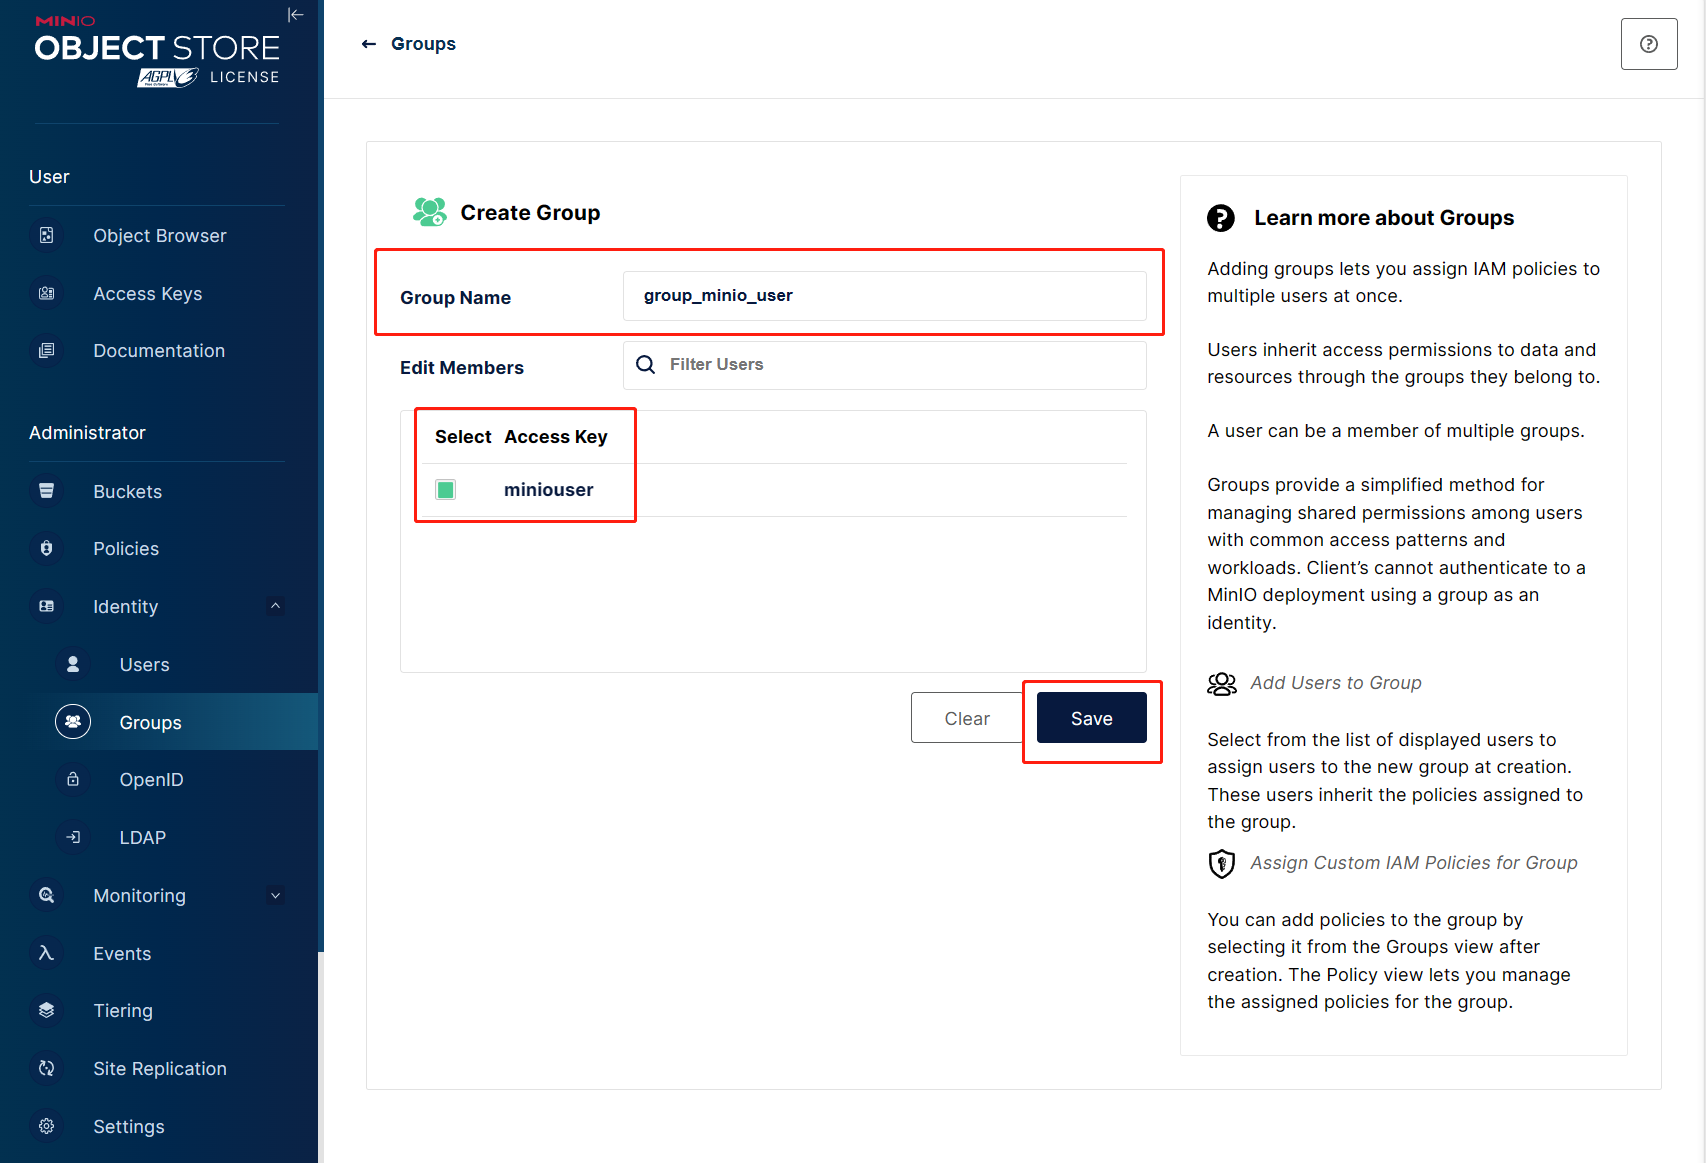 MINIO
OBJECT STORE
AGPLv3 LICENSE
User
Object Browser
Access Keys
Documentation
Administrator
Buckets
Policies
Identity
Users
Groups
OpenID
LDAP
Monitoring
Events
Tiering
Site Replication
Settings
Groups
Create Group
Group Name
group_minio_user
Edit Members
Filter Users
Select Access Key
miniouser
Clear
Save
Learn more about Groups
Adding groups lets you assign IAM policies to
multiple users at once.
Users inherit access permissions to data and
resources through the groups they belong to.
A user can be a member of multiple groups.
Groups provide a simplified method for
managing shared permissions among users
with common access patterns and
workloads. Client’s cannot authenticate to a
MinIO deployment using a group as an
identity.
Add Users to Group
Select from the list of displayed users to
assign users to the new group at creation.
These users inherit the policies assigned to
the group.
Assign Custom IAM Policies for Group
You can add policies to the group by
selecting it from the Groups view after
creation. The Policy view lets you manage
the assigned policies for the group.